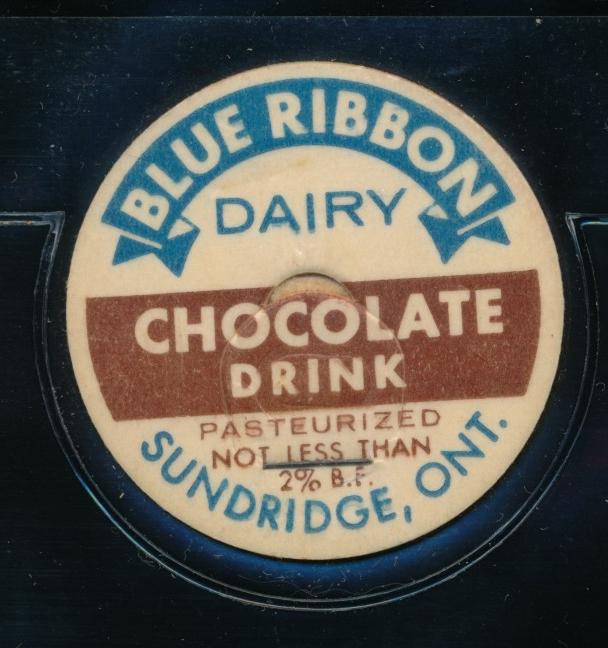 BLUE RIBBON
DAIRY
CHOCOLATE
DRINK
PASTEURIZED
NOT LESS THAN
2% B.F.
SUNDRIDGE, ONT.